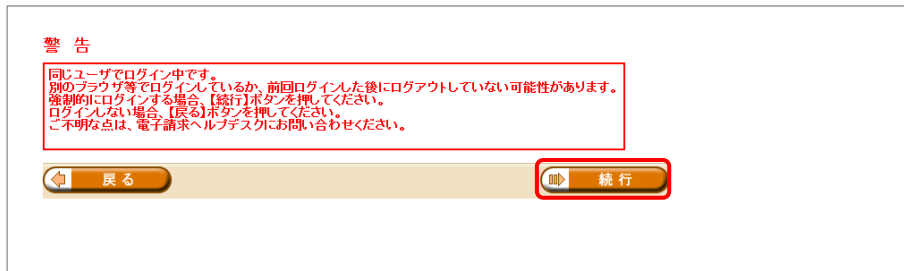 警 告
同じユーザでログイン中です。
別のブラウザ等でログインしているか、前回ログインした後にログアウトしていない可能性があります。
強制的にログインする場合、【続行】ボタンを押してください。
ログインしない場合、【戻る】ボタンを押してください。
ご不明な点は、電子請求ヘルプデスクにお問い合わせください。
戻 る
続 行